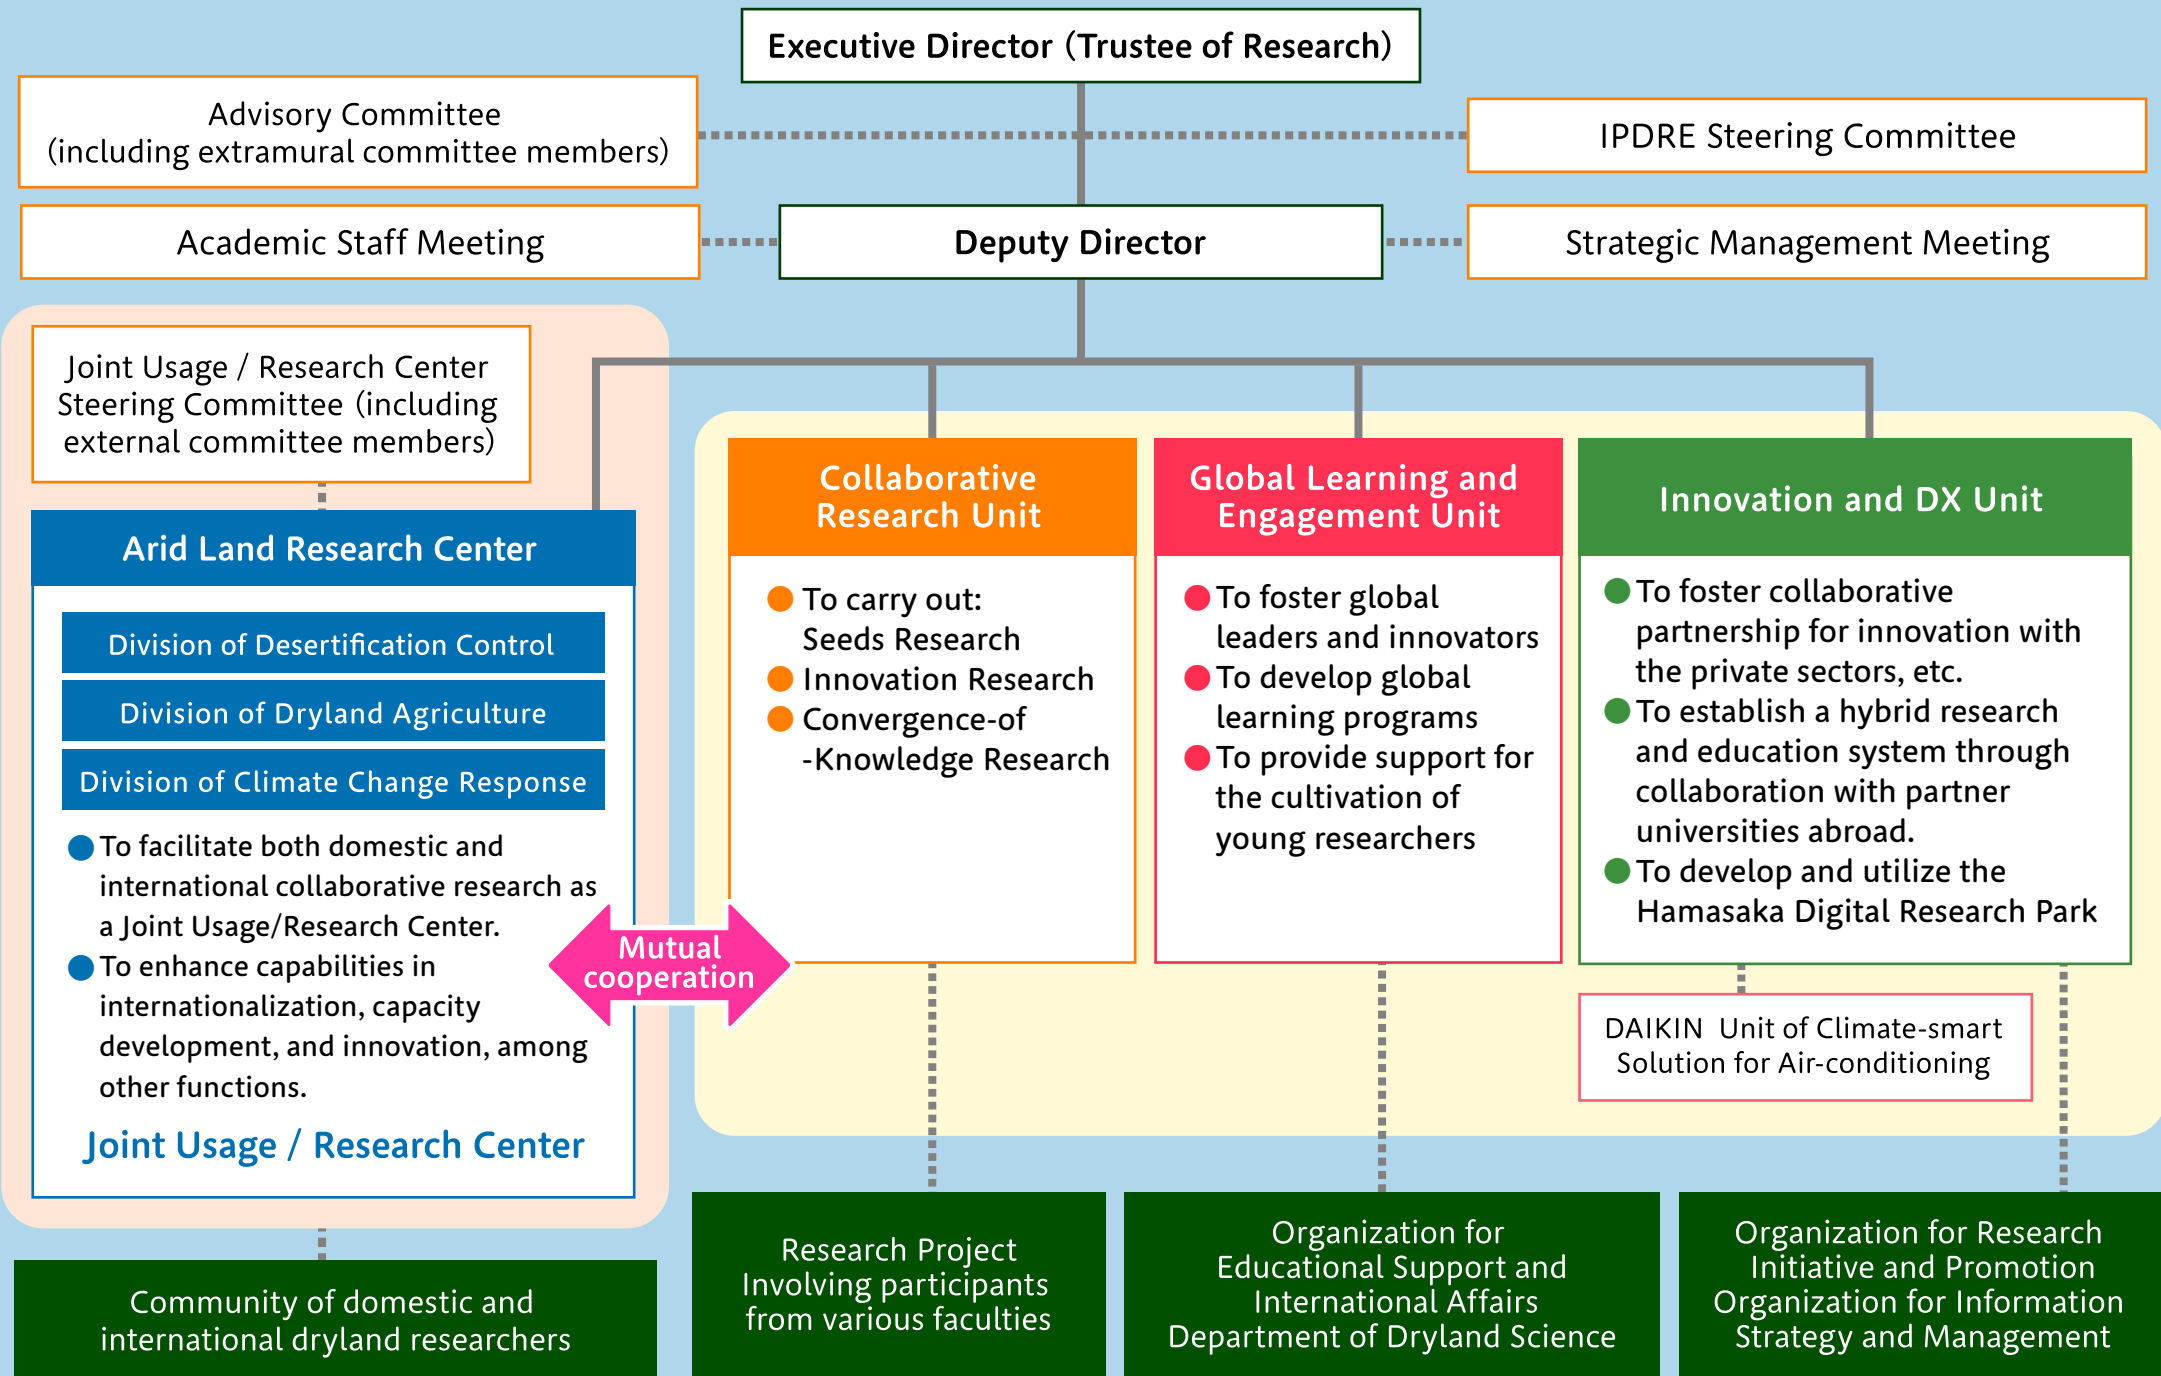 Executive Director (Trustee of Research)
Advisory Committee
(including extramural committee members)
IPDRE Steering Committee
Academic Staff Meeting
Deputy Director
Strategic Management Meeting
Joint Usage / Research Center
Steering Committee (including
external committee members)
Arid Land Research Center
Division of Desertification Control
Division of Dryland Agriculture
Division of Climate Change Response
To facilitate both domestic and
international collaborative research as
a Joint Usage/Research Center.
To enhance capabilities in
internationalization, capacity
development, and innovation, among
other functions.
Joint Usage / Research Center
Mutual
cooperation
Collaborative
Research Unit
To carry out:
Seeds Research
Innovation Research
Convergence-of
-Knowledge Research
Global Learning and
Engagement Unit
To foster global
leaders and innovators
To develop global
learning programs
To provide support for
the cultivation of
young researchers
Innovation and DX Unit
To foster collaborative
partnership for innovation with
the private sectors, etc.
To establish a hybrid research
and education system through
collaboration with partner
universities abroad.
To develop and utilize the
Hamasaka Digital Research Park
DAIKIN Unit of Climate-smart
Solution for Air-conditioning
Community of domestic and
international dryland researchers
Research Project
Involving participants
from various faculties
Organization for
Educational Support and
International Affairs
Department of Dryland Science
Organization for Research
Initiative and Promotion
Organization for Information
Strategy and Management